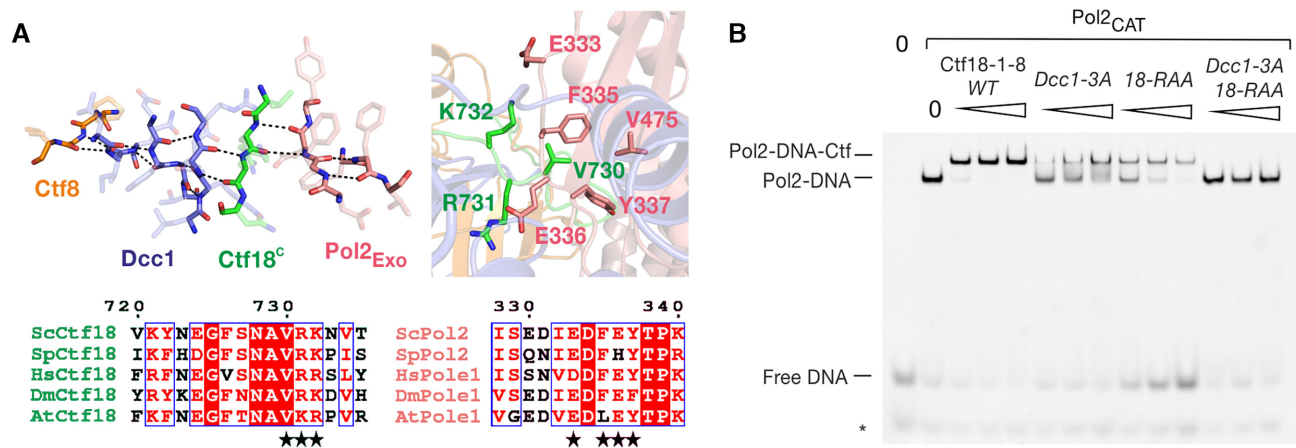 A
Ctf8
Dcc1
Ctf18C
Pol2Exo
E333
K732
F335
V475
V730
R731
Y337
E336
720 730
ScCtf18 VKYNEGFSNAVRKNVT
SpCtf18 IKFHDGFSNAVRKPIS
HsCtf18 FRFNEGVSNAVRRSLY
DmCtf18 YRYKEGFNNAVRKDVH
AtCtf18 FKFNEGFTNAVKRPVR
330 340
ScPol2 ISEDIEDFEYTPK
SpPol2 ISQNIEDFHYTPR
HsPole1 ISSNVDDFEYTPK
DmPole1 VSEDIEDFEFTPK
AtPole1 VGEDVEDLEYTPK
B
Pol2CAT
0
Ctf18-1-8 WT
Dcc1-3A
18-RAA
Dcc1-3A 18-RAA
0
Pol2-DNA-Ctf
Pol2-DNA
Free DNA
*